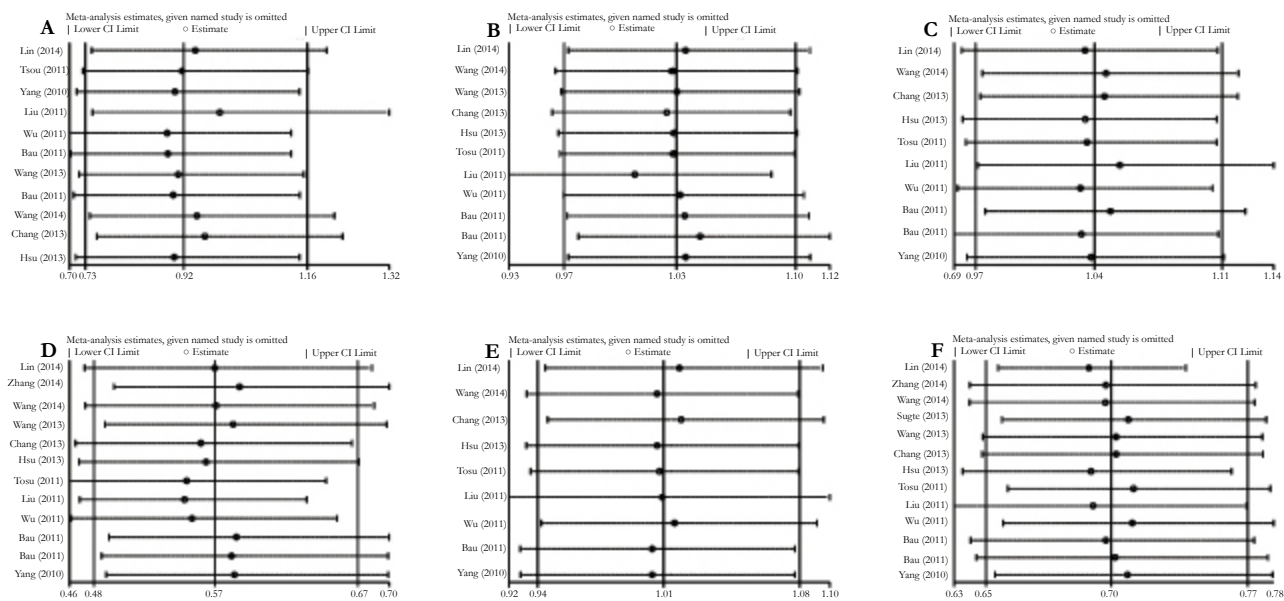 A
Meta-analysis estimates, given named study is omitted
| Lower CI Limit ○ Estimate | Upper CI Limit
Lin (2014)
Tsou (2011)
Yang (2010)
Liu (2011)
Wu (2011)
Bau (2011)
Wang (2013)
Bau (2011)
Wang (2014)
Chang (2013)
Hsu (2013)
0.70 0.73 0.92 1.16 1.32
B
Meta-analysis estimates, given named study is omitted
| Lower CI Limit ○ Estimate | Upper CI Limit
Lin (2014)
Wang (2014)
Wang (2013)
Chang (2013)
Hsu (2013)
Tosu (2011)
Liu (2011)
Wu (2011)
Bau (2011)
Bau (2011)
Yang (2010)
0.93 0.97 1.03 1.10 1.12
C
Meta-analysis estimates, given named study is omitted
| Lower CI Limit ○ Estimate | Upper CI Limit
Lin (2014)
Wang (2014)
Chang (2013)
Hsu (2013)
Tosu (2011)
Liu (2011)
Wu (2011)
Bau (2011)
Bau (2011)
Yang (2010)
0.69 0.97 1.04 1.11 1.14
D
Meta-analysis estimates, given named study is omitted
| Lower CI Limit ○ Estimate | Upper CI Limit
Lin (2014)
Zhang (2014)
Wang (2014)
Wang (2013)
Chang (2013)
Hsu (2013)
Tosu (2011)
Liu (2011)
Wu (2011)
Bau (2011)
Bau (2011)
Yang (2010)
0.46 0.48 0.57 0.67 0.70
E
Meta-analysis estimates, given named study is omitted
| Lower CI Limit ○ Estimate | Upper CI Limit
Lin (2014)
Wang (2014)
Chang (2013)
Hsu (2013)
Tosu (2011)
Liu (2011)
Wu (2011)
Bau (2011)
Yang (2010)
0.92 0.94 1.01 1.08 1.10
F
Meta-analysis estimates, given named study is omitted
| Lower CI Limit ○ Estimate | Upper CI Limit
Lin (2014)
Zhang (2014)
Wang (2014)
Sugte (2013)
Wang (2013)
Chang (2013)
Hsu (2013)
Tosu (2011)
Liu (2011)
Wu (2011)
Bau (2011)
Bau (2011)
Yang (2010)
0.63 0.65 0.70 0.77 0.78